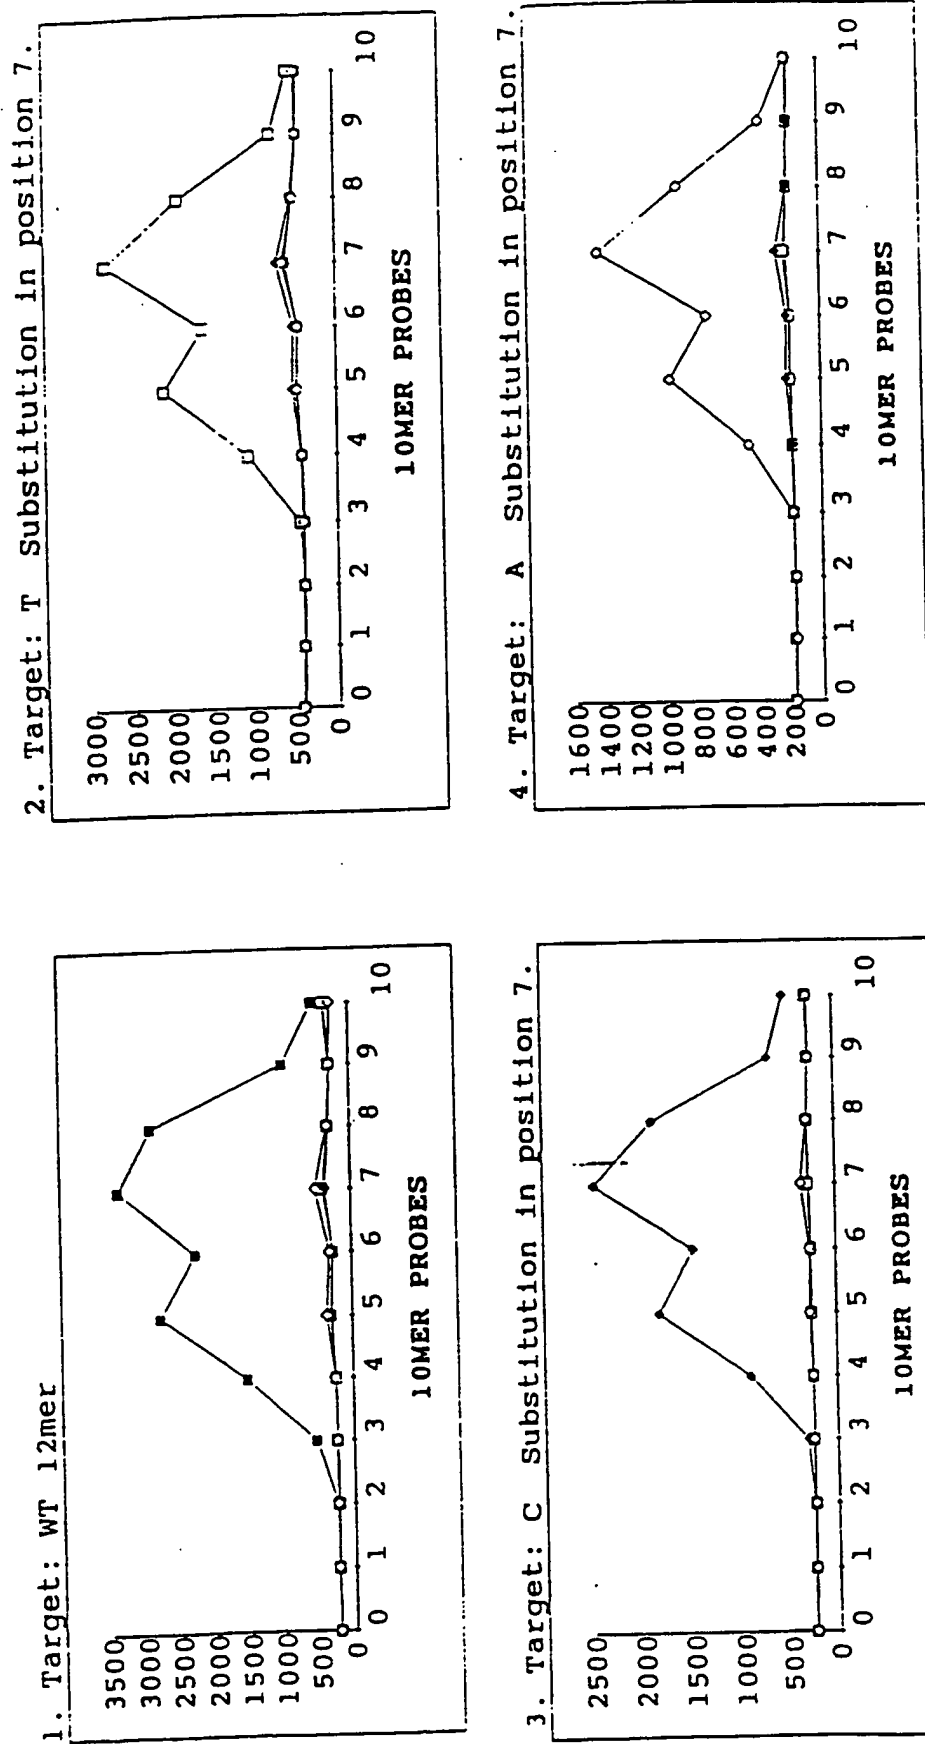 1. Target: WT 12mer
3500
3000
2500
2000
1500
1000
500
0 1 2 3 4 5 6 7 8 9 10
10MER PROBES
2. Target: T Substitution in position 7.
3000
2500
2000
1500
1000
500
0
0 1 2 3 4 5 6 7 8 9 10
10MER PROBES
3. Target: C Substitution in position 7.
2500
2000
1500
1000
500
0
0 1 2 3 4 5 6 7 8 9 10
10MER PROBES
4. Target: A Substitution in position 7.
1600
1400
1200
1000
800
600
400
200
0
0 1 2 3 4 5 6 7 8 9 10
10MER PROBES